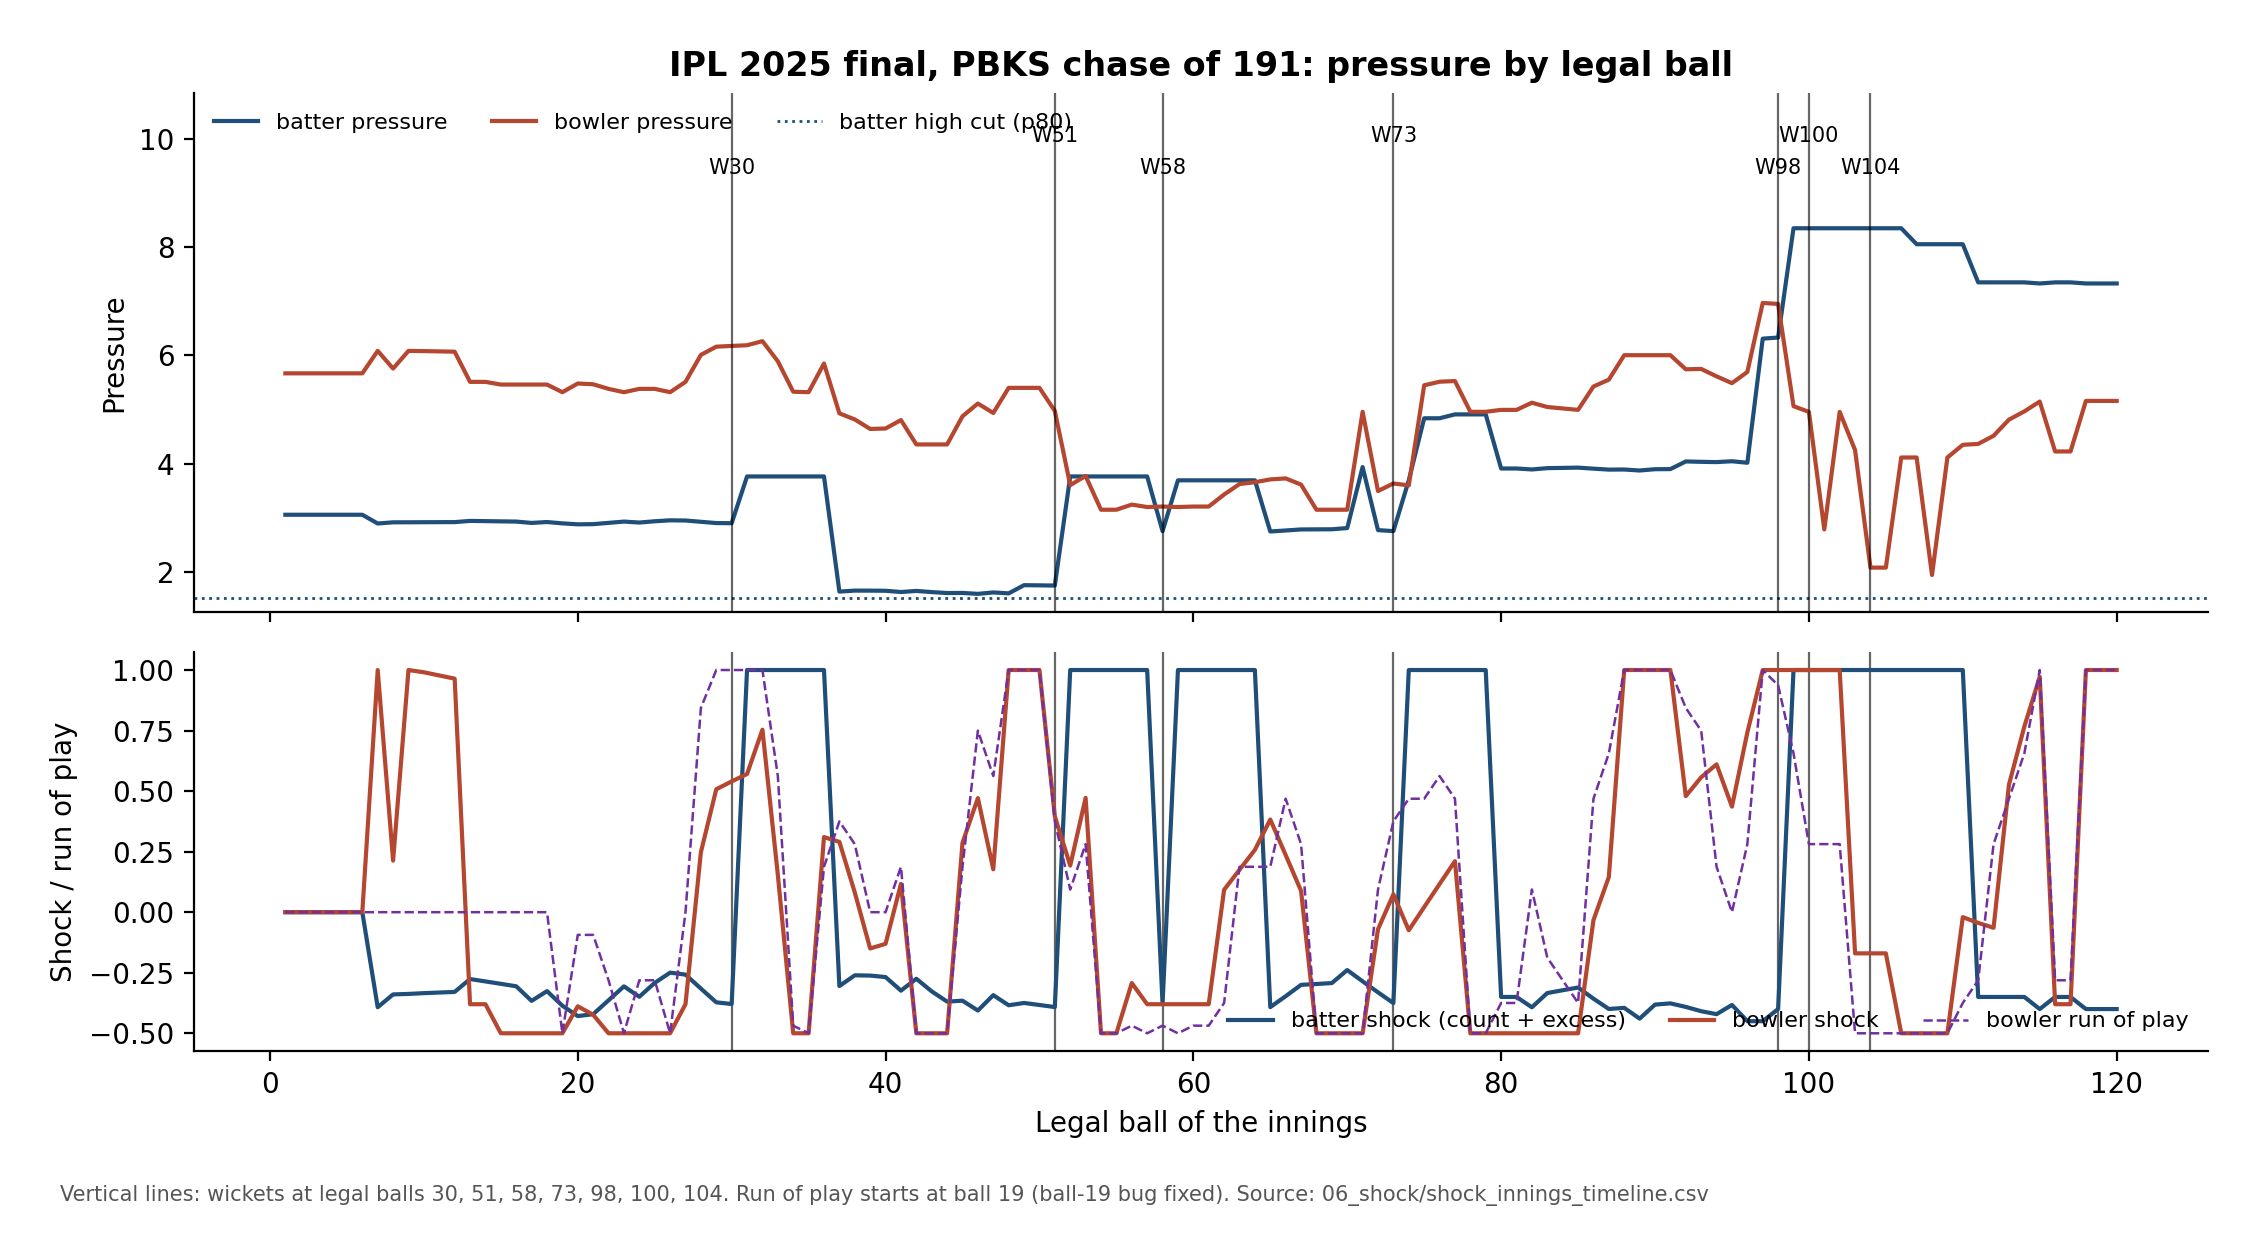 IPL 2025 final, PBKS chase of 191: pressure by legal ball
batter pressure bowler pressure batter high cut (p80)
W51 W73 W100
W30 W58 W98 W104
Pressure
10
8
6
4
2
Shock / run of play
1.00
0.75
0.50
0.25
0.00
−0.25
−0.50
batter shock (count + excess) bowler shock bowler run of play
0 20 40 60 80 100 120
Legal ball of the innings
Vertical lines: wickets at legal balls 30, 51, 58, 73, 98, 100, 104. Run of play starts at ball 19 (ball-19 bug fixed). Source: 06_shock/shock_innings_timeline.csv